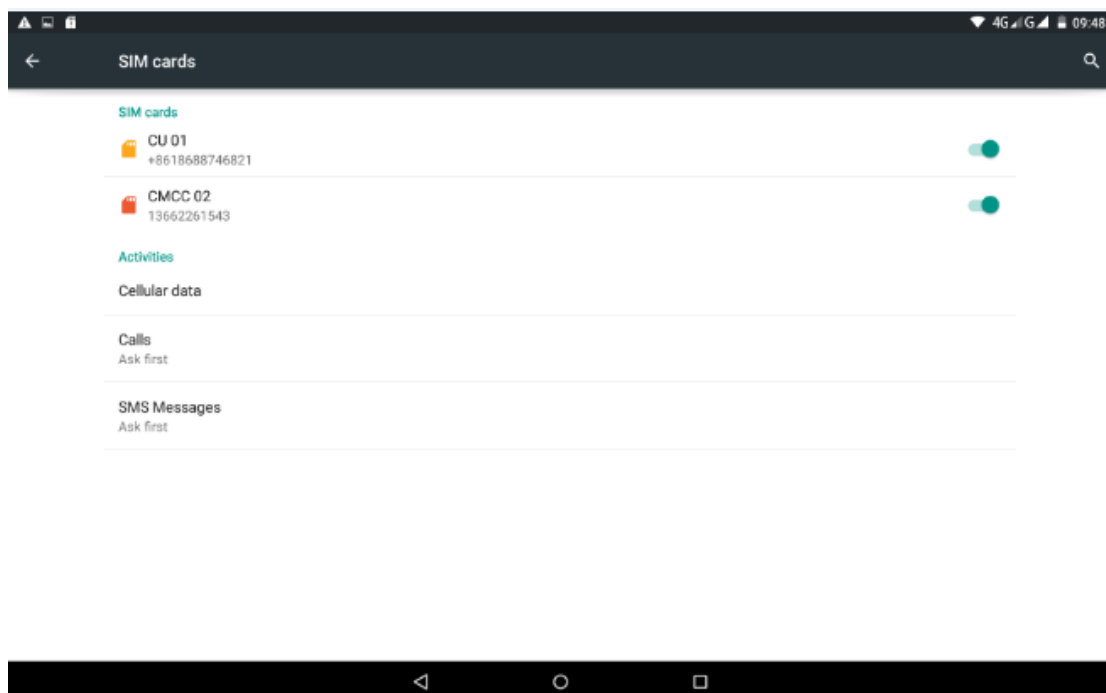 4G G 09:48
SIM cards
SIM cards
CU 01
+8618688746821
CMCC 02
13662261543
Activities
Cellular data
Calls
Ask first
SMS Messages
Ask first